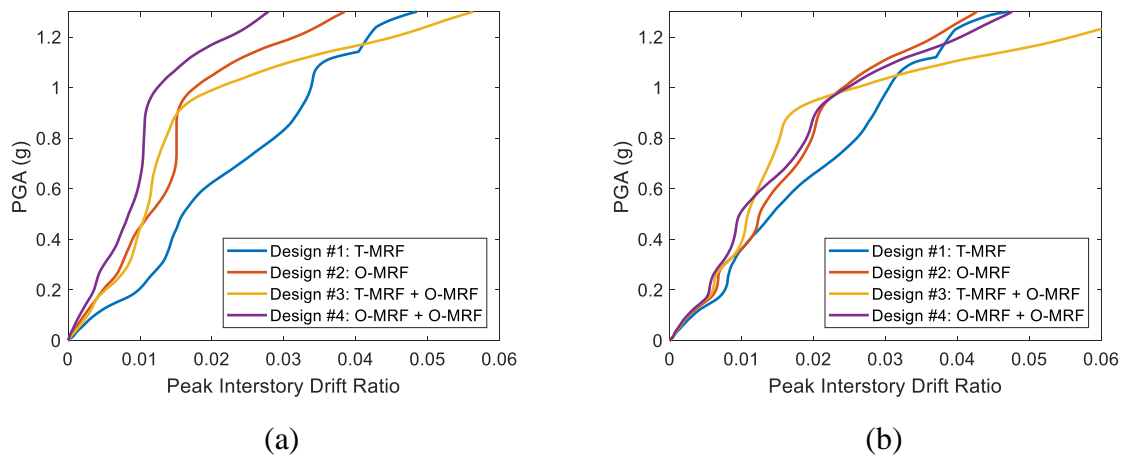 PGA (g)
1.2
1
0.8
0.6
0.4
0.2
0
0 0.01 0.02 0.03 0.04 0.05 0.06
Peak Interstory Drift Ratio
Design #1: T-MRF
Design #2: O-MRF
Design #3: T-MRF + O-MRF
Design #4: O-MRF + O-MRF
(a)
PGA (g)
1.2
1
0.8
0.6
0.4
0.2
0
0 0.01 0.02 0.03 0.04 0.05 0.06
Peak Interstory Drift Ratio
Design #1: T-MRF
Design #2: O-MRF
Design #3: T-MRF + O-MRF
Design #4: O-MRF + O-MRF
(b)